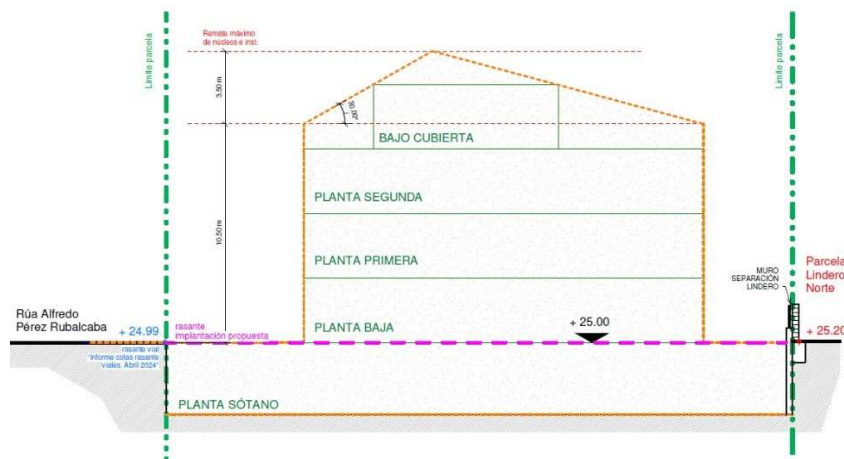 Remate máximo
de núcleos e inst.
Límite parcela
Límite parcela
3.50 m
30.00°
BAJO CUBIERTA
PLANTA SEGUNDA
10.50 m
PLANTA PRIMERA
MURO
SEPARACIÓN
LINDERO
Parcela
Lindero
Norte
Rúa Alfredo
Pérez Rubalcaba
+ 24.99
rasante
implantación propuesta
PLANTA BAJA
+ 25.00
+ 25.20
rasante vial
"Informe cotas rasante
viales. Abril 2024"
PLANTA SÓTANO